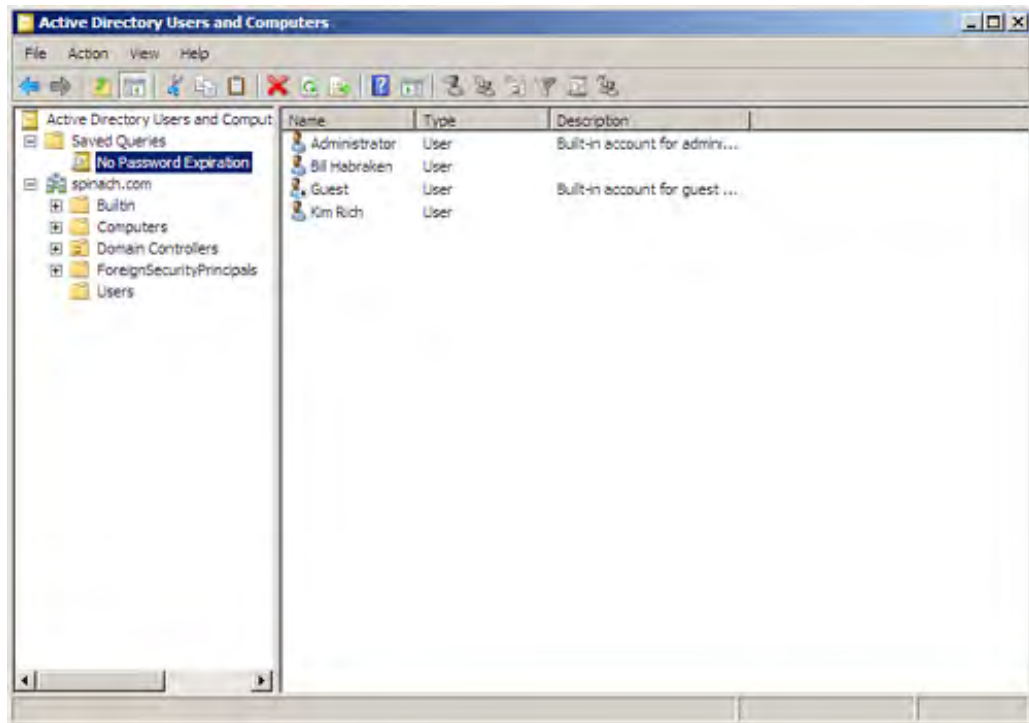 Active Directory Users and Computers
File Action View Help
Active Directory Users and Comput
Saved Queries
No Password Expiration
spinach.com
Builtin
Computers
Domain Controllers
ForeignSecurityPrincipals
Users
Name Type Description
Administrator User Built-in account for admini...
Bill Habraken User
Guest User Built-in account for guest ...
Kim Rich User